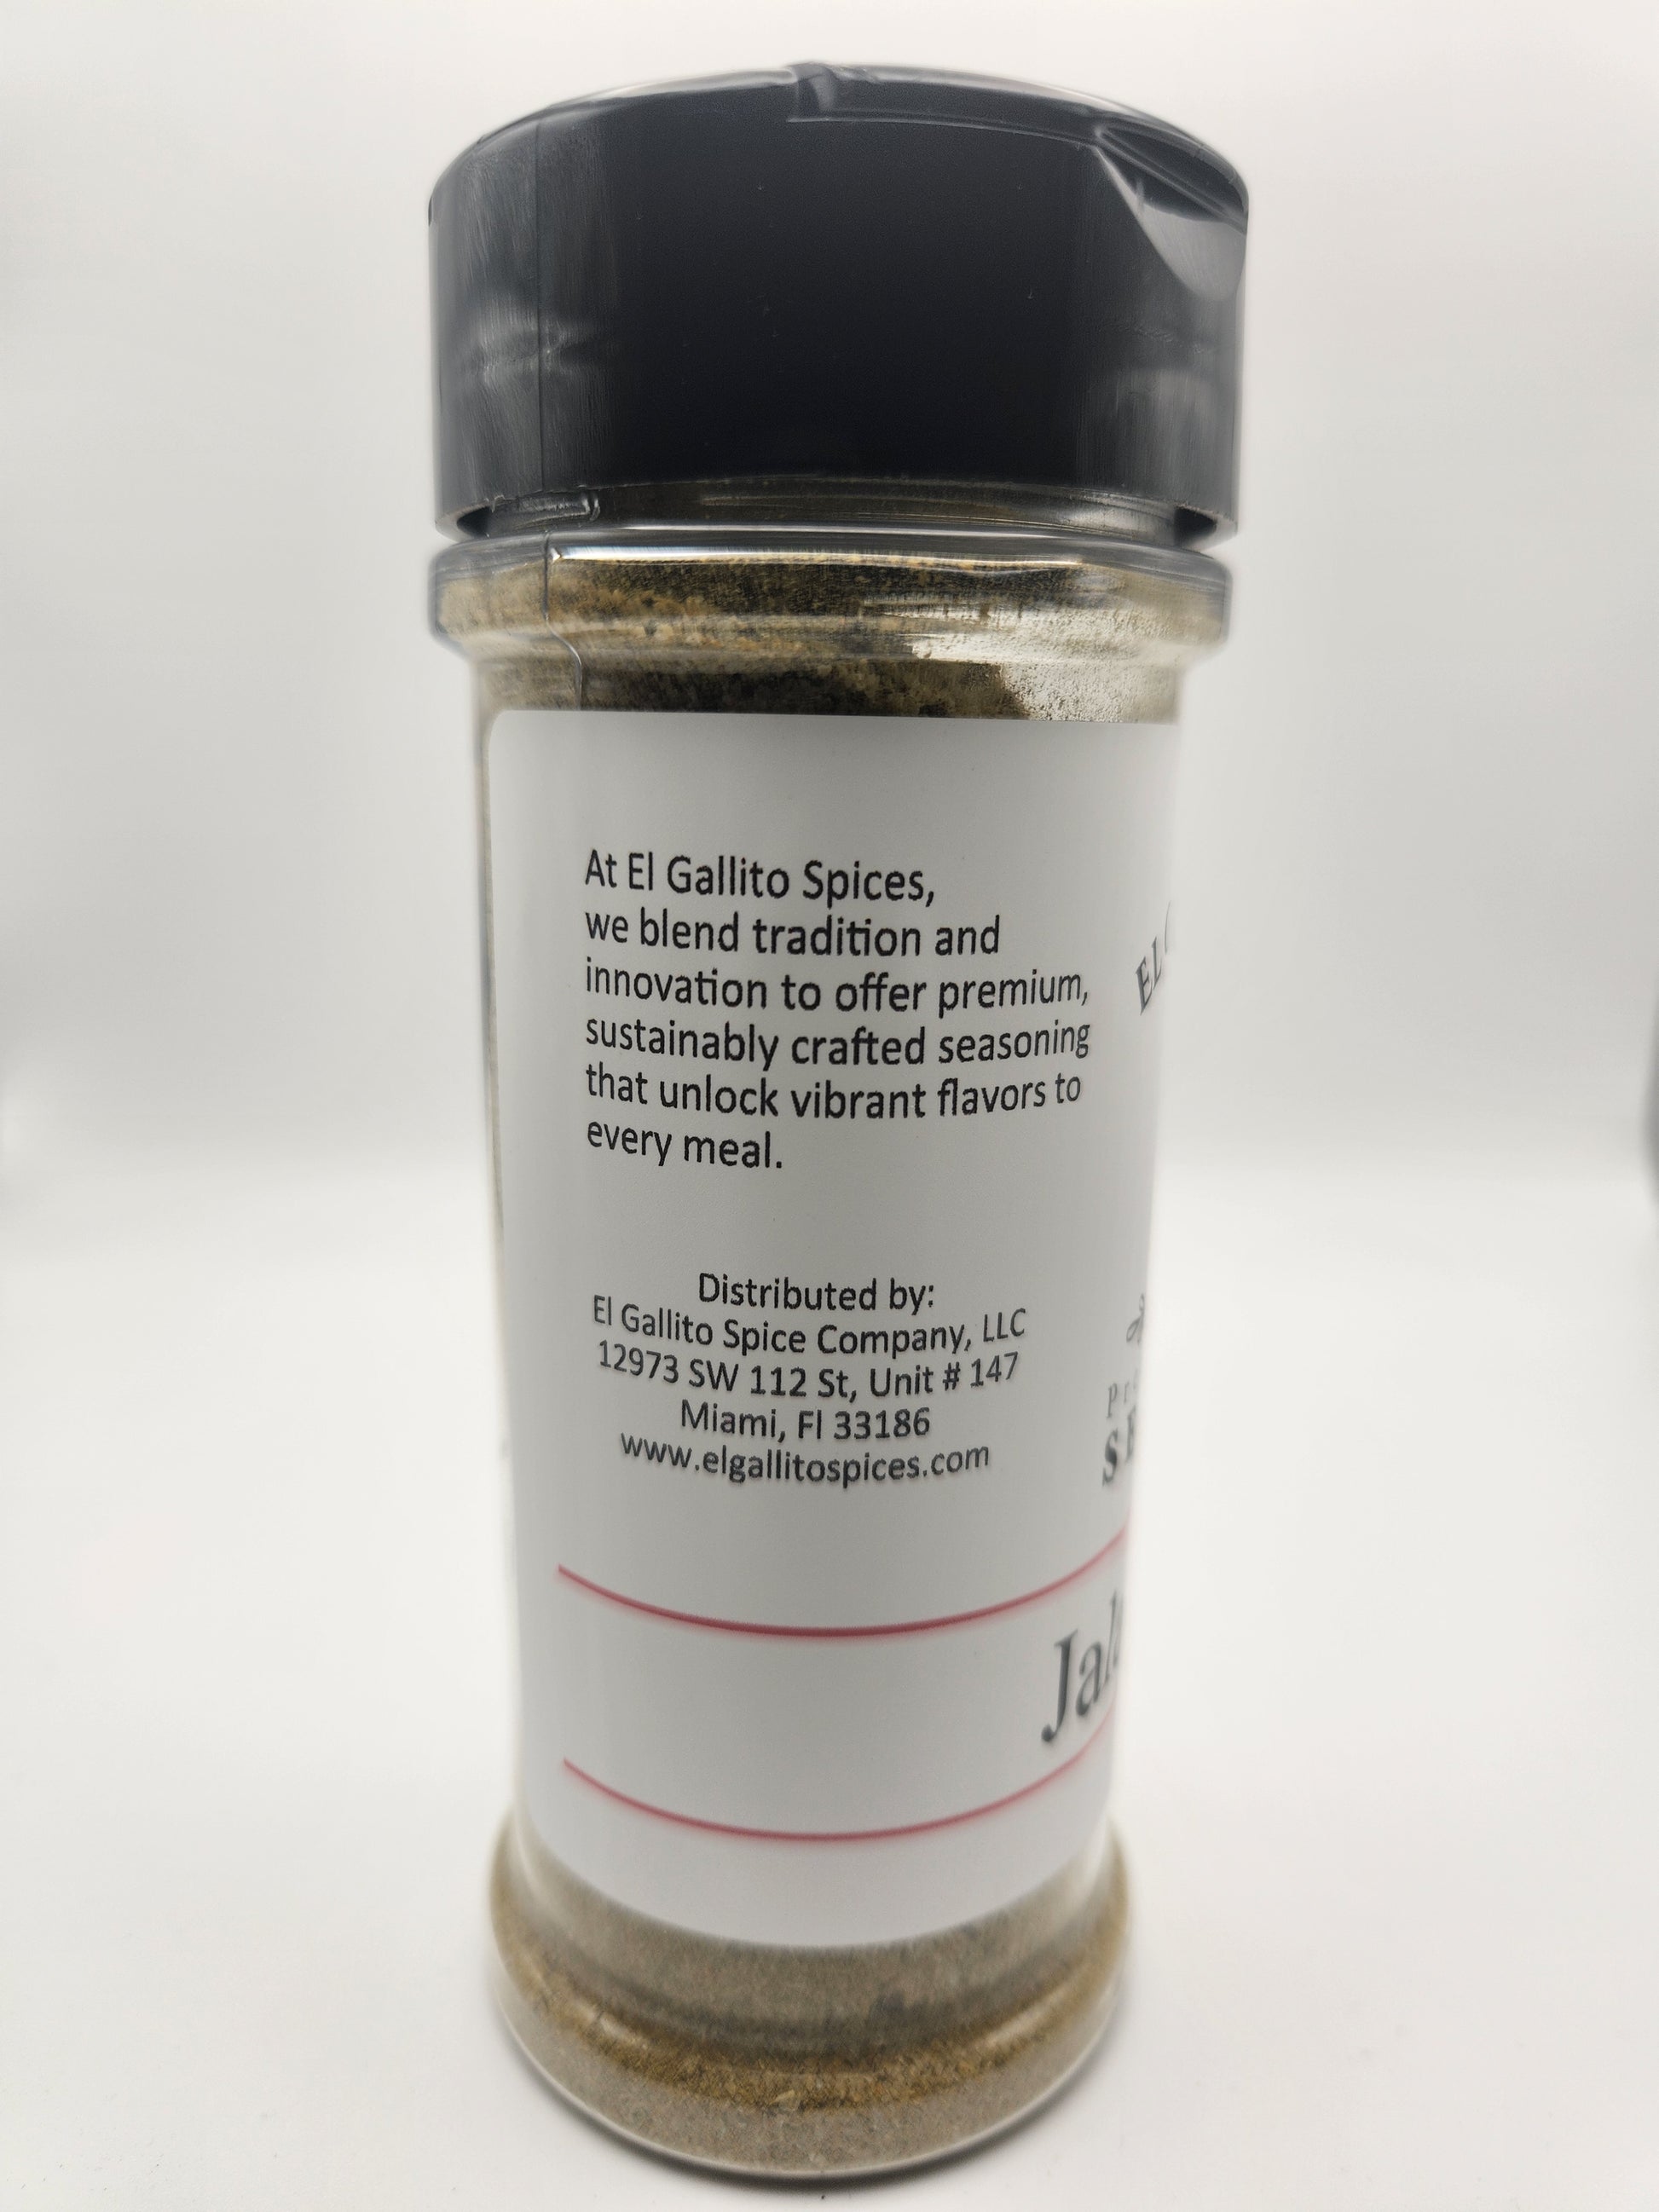 At El Gallito Spices,
we blend tradition and
innovation to offer premium,
sustainably crafted seasoning
that unlock vibrant flavors to
every meal.
Distributed by:
El Gallito Spice Company, LLC
12973 SW 112 St, Unit # 147
Miami, Fl 33186
www.elgallitospices.com
EL